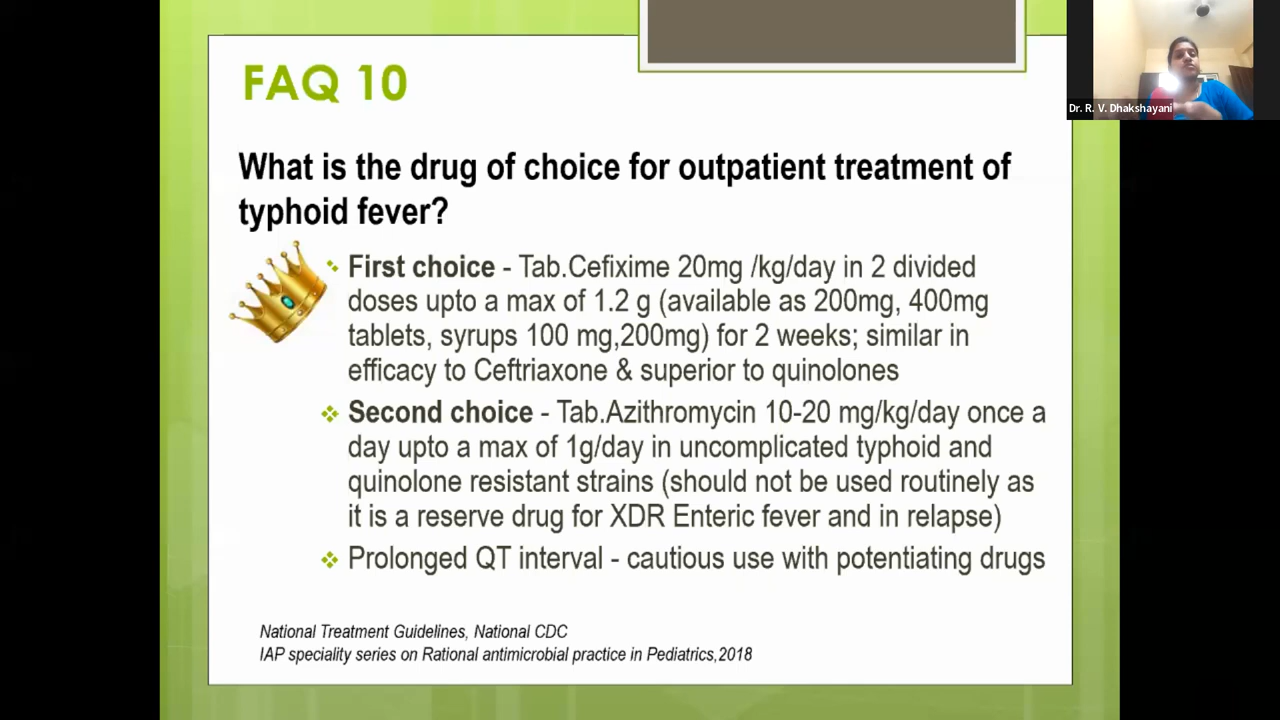 FAQ 10
Dr. R. V. Dhakshayani
What is the drug of choice for outpatient treatment of
typhoid fever?
First choice - Tab.Cefixime 20mg /kg/day in 2 divided
doses upto a max of 1.2 g (available as 200mg, 400mg
tablets, syrups 100 mg,200mg) for 2 weeks; similar in
efficacy to Ceftriaxone & superior to quinolones
Second choice - Tab.Azithromycin 10-20 mg/kg/day once a
day upto a max of 1g/day in uncomplicated typhoid and
quinolone resistant strains (should not be used routinely as
it is a reserve drug for XDR Enteric fever and in relapse)
Prolonged QT interval - cautious use with potentiating drugs
National Treatment Guidelines, National CDC
IAP speciality series on Rational antimicrobial practice in Pediatrics,2018